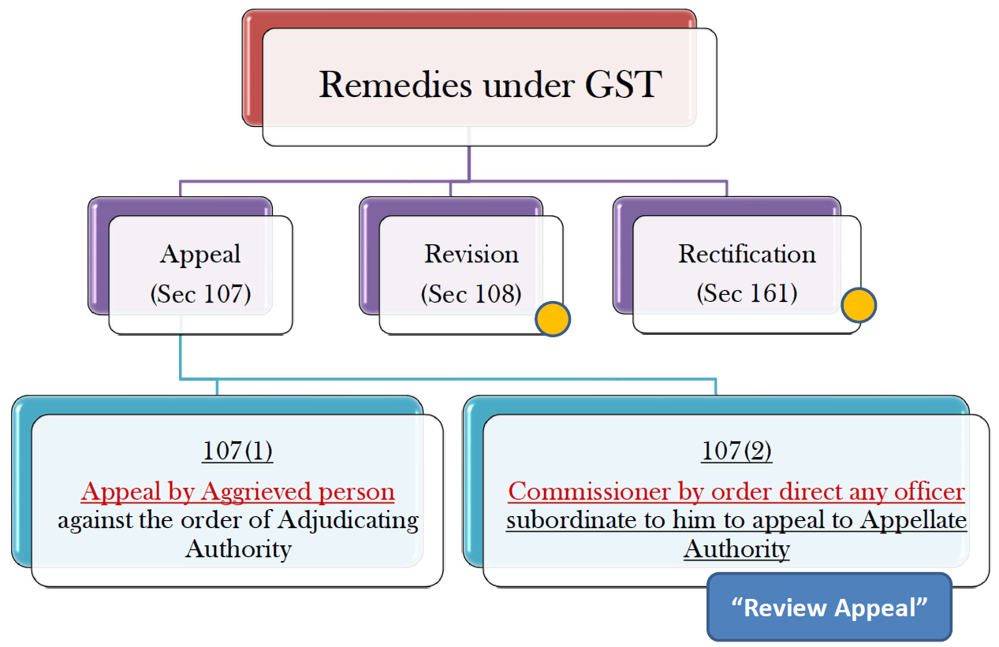 Remedies under GST
Appeal
(Sec 107)
Revision
(Sec 108)
Rectification
(Sec 161)
107(1)
Appeal by Aggrieved person
against the order of Adjudicating
Authority
107(2)
Commissioner by order direct any officer
subordinate to him to appeal to Appellate
Authority
“Review Appeal”